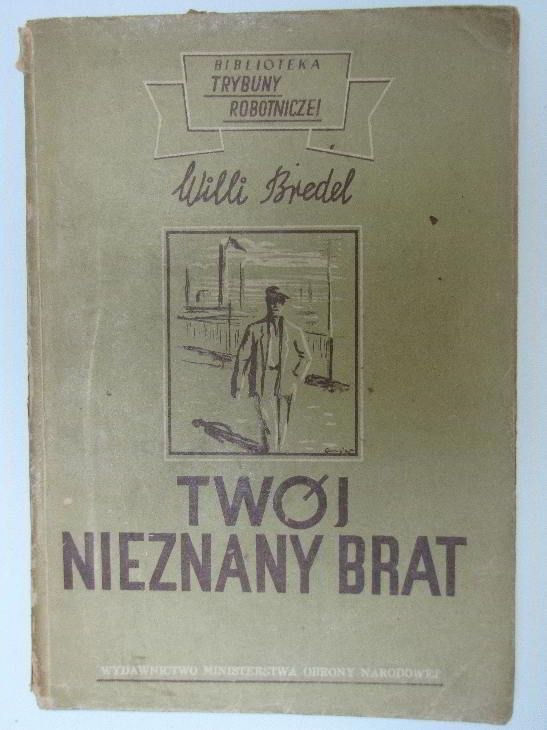 BIBLIOTEKA
TRYBUNY
ROBOTNICZEJ
Willi Bredel
TWÓJ
NIEZNANY BRAT
WYDAWNICTWO MINISTERSTWA OBRONY NARODOWEJ